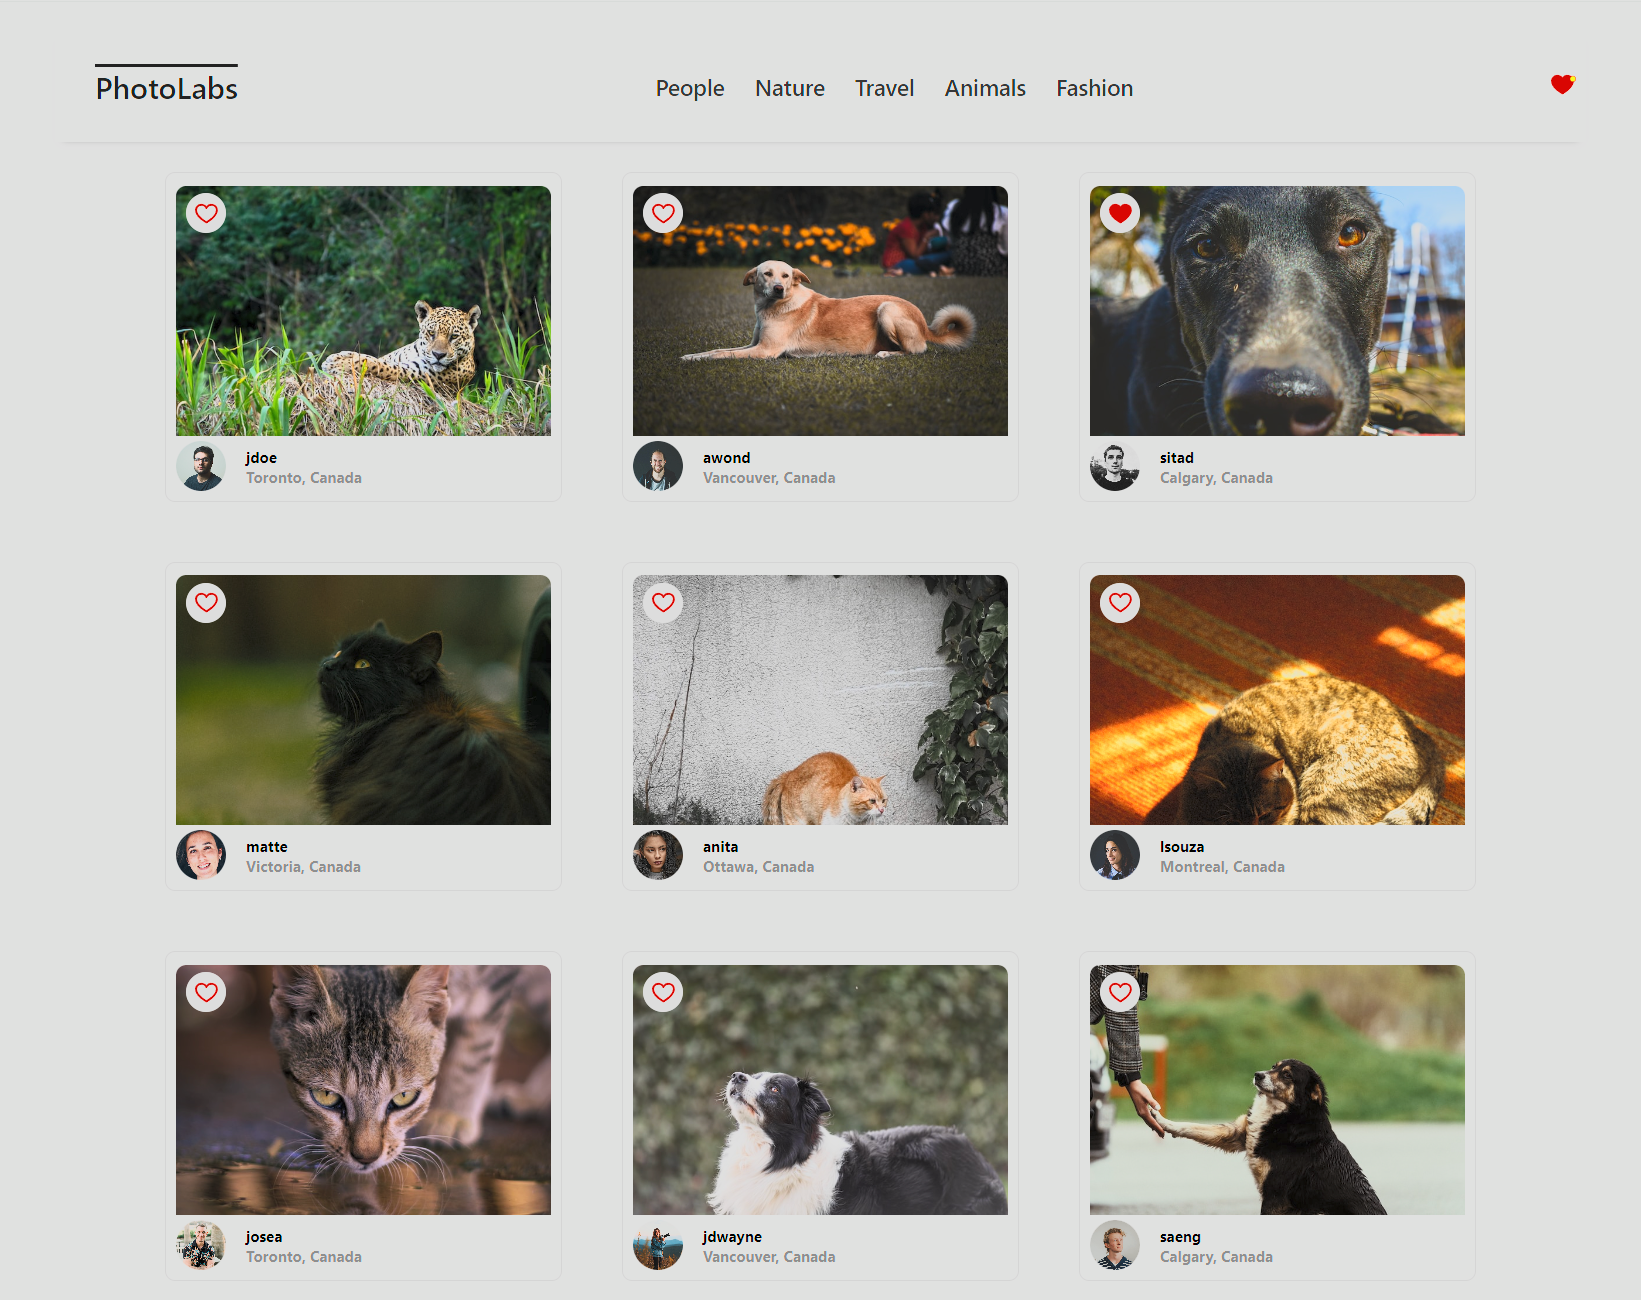 PhotoLabs
People Nature Travel Animals Fashion
jdoe
Toronto, Canada
awond
Vancouver, Canada
sitad
Calgary, Canada
matte
Victoria, Canada
anita
Ottawa, Canada
lsouza
Montreal, Canada
josea
Toronto, Canada
jdwayne
Vancouver, Canada
saeng
Calgary, Canada